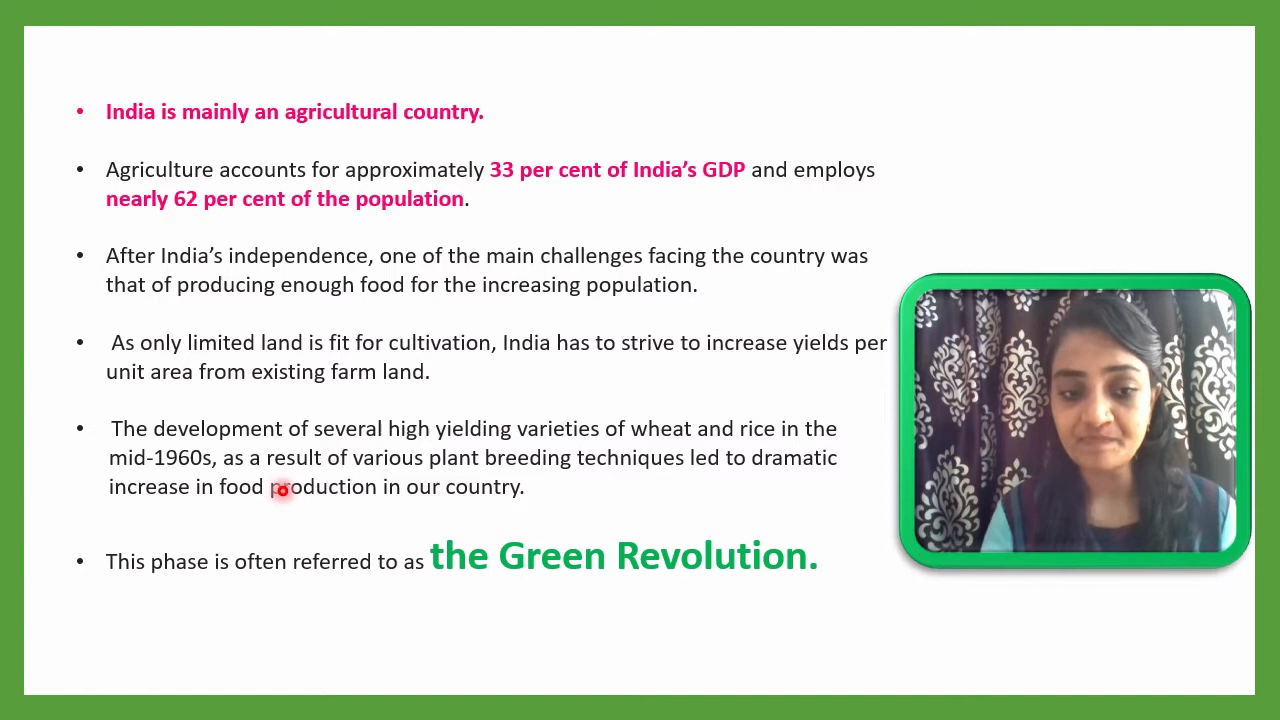 • India is mainly an agricultural country.
• Agriculture accounts for approximately 33 per cent of India’s GDP and employs
nearly 62 per cent of the population.
• After India’s independence, one of the main challenges facing the country was
that of producing enough food for the increasing population.
• As only limited land is fit for cultivation, India has to strive to increase yields per
unit area from existing farm land.
• The development of several high yielding varieties of wheat and rice in the
mid-1960s, as a result of various plant breeding techniques led to dramatic
increase in food production in our country.
• This phase is often referred to as the Green Revolution.